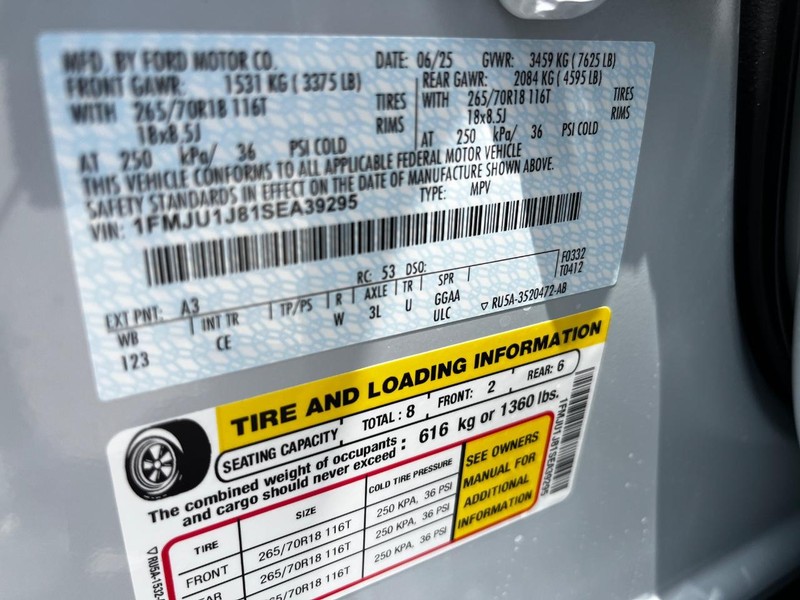 MFD. BY FORD MOTOR CO. DATE: 06/25 GVWR: 3459 KG (7625 LB)
FRONT GAWR: 1531 KG (3375 LB) REAR GAWR: 2084 KG (4595 LB)
WITH 265/70R18 116T TIRES WITH 265/70R18 116T TIRES
18x8.5J RIMS 18x8.5J RIMS
AT 250 kPa/ 36 PSI COLD AT 250 kPa/ 36 PSI COLD
THIS VEHICLE CONFORMS TO ALL APPLICABLE FEDERAL MOTOR VEHICLE
SAFETY STANDARDS IN EFFECT ON THE DATE OF MANUFACTURE SHOWN ABOVE.
VIN: 1FMJU1J81SEA39295 TYPE: MPV
F0332
T0412
EXT PNT: A3 RC: 53 DSO:
WB INT TR TP/PS R AXLE TR SPR
123 CE W 3L U GGAA
ULC ▽ RU5A-3520472-AB
TIRE AND LOADING INFORMATION
SEATING CAPACITY TOTAL : 8 FRONT: 2 REAR: 6
The combined weight of occupants
and cargo should never exceed : 616 kg or 1360 lbs.
TIRE SIZE COLD TIRE PRESSURE
FRONT 265/70R18 116T 250 KPA, 36 PSI
265/70R18 116T 250 KPA, 36 PSI
265/70R18 116T 250 KPA, 36 PSI
SEE OWNERS
MANUAL FOR
ADDITIONAL
INFORMATION